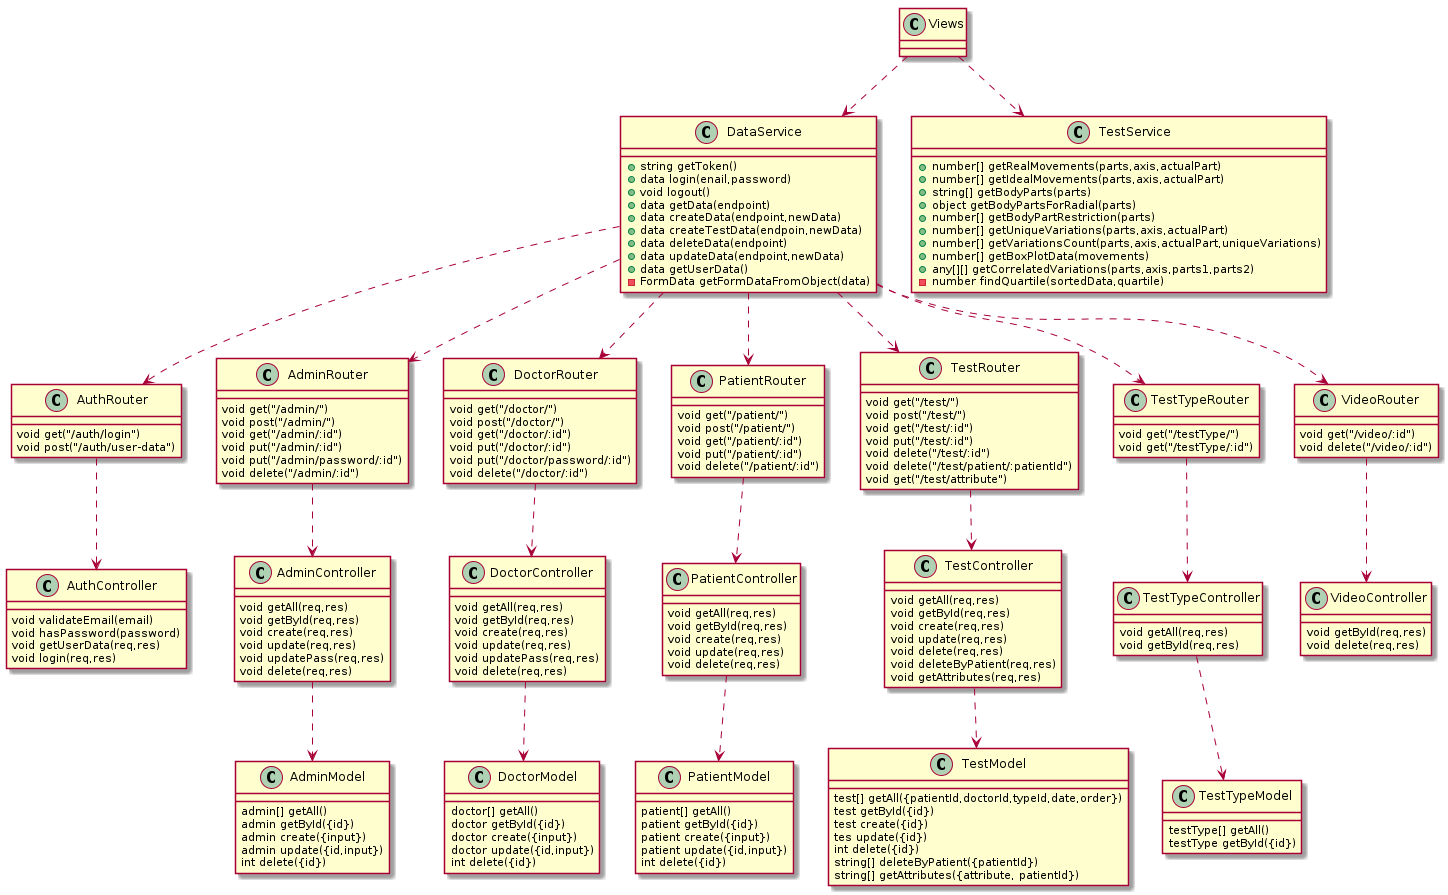 C Views
C DataService
string getToken()
data login(enail,password)
void logout()
data getData(endpoint)
data createData(endpoint,newData)
data createTestData(endpoin,newData)
data deleteData(endpoint)
data updateData(endpoint,newData)
data getUserData()
FormData getFormDataFromObject(data)
C TestService
number[] getRealMovements(parts,axis,actualPart)
number[] getIdealMovements(parts,axis,actualPart)
string[] getBodyParts(parts)
object getBodyPartsForRadial(parts)
number[] getBodyPartRestriction(parts)
number[] getUniqueVariations(parts,axis,actualPart)
number[] getVariationsCount(parts,axis,actualPart,uniqueVariations)
number[] getBoxPlotData(movements)
any[][] getCorrelatedVariations(parts,axis,parts1,parts2)
number findQuartile(sortedData,quartile)
C AuthRouter
void get("/auth/login")
void post("/auth/user-data")
C AdminRouter
void get("/admin/")
void post("/admin/")
void get("/admin/:id")
void put("/admin/:id")
void put("/admin/password/:id")
void delete("/admin/:id")
C DoctorRouter
void get("/doctor/")
void post("/doctor/")
void get("/doctor/:id")
void put("/doctor/:id")
void put("/doctor/password/:id")
void delete("/doctor/:id")
C PatientRouter
void get("/patient/")
void post("/patient/")
void get("/patient/:id")
void put("/patient/:id")
void delete("/patient/:id")
C TestRouter
void get("/test/")
void post("/test/")
void get("/test/:id")
void put("/test/:id")
void delete("/test/:id")
void delete("/test/patient/:patientId")
void get("/test/attribute")
C TestTypeRouter
void get("/testType/")
void get("/testType/:id")
C VideoRouter
void get("/video/:id")
void delete("/video/:id")
C AuthController
void validateEmail(email)
void hasPassword(password)
void getUserData(req,res)
void login(req,res)
C AdminController
void getAll(req,res)
void getById(req,res)
void create(req,res)
void update(req,res)
void updatePass(req,res)
void delete(req,res)
C DoctorController
void getAll(req,res)
void getById(req,res)
void create(req,res)
void update(req,res)
void updatePass(req,res)
void delete(req,res)
C PatientController
void getAll(req,res)
void getById(req,res)
void create(req,res)
void update(req,res)
void delete(req,res)
C TestController
void getAll(req,res)
void getById(req,res)
void create(req,res)
void update(req,res)
void delete(req,res)
void deleteByPatient(req,res)
void getAttributes(req,res)
C TestTypeController
void getAll(req,res)
void getById(req,res)
C VideoController
void getById(req,res)
void delete(req,res)
C AdminModel
admin[] getAll()
admin getById({id})
admin create({input})
admin update({id,input})
int delete({id})
C DoctorModel
doctor[] getAll()
doctor getById({id})
doctor create({input})
doctor update({id,input})
int delete({id})
C PatientModel
patient[] getAll()
patient getById({id})
patient create({input})
patient update({id,input})
int delete({id})
C TestModel
test[] getAll({patientId,doctorId,typeId,date,order})
test getById({id})
test create({id})
tes update({id})
int delete({id})
string[] deleteByPatient({patientId})
string[] getAttributes({attribute, patientId})
C TestTypeModel
testType[] getAll()
testType getById({id})